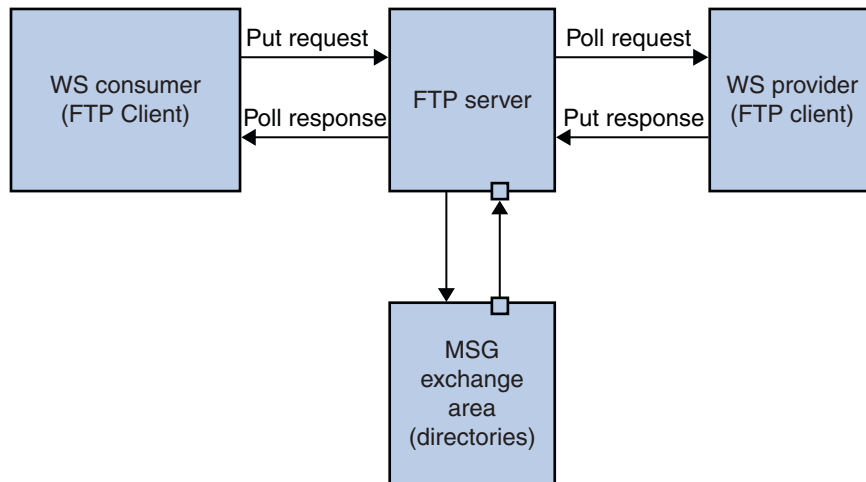 Put request
Poll request
WS consumer
(FTP Client)
FTP server
WS provider
(FTP client)
Poll response
Put response
MSG
exchange
area
(directories)